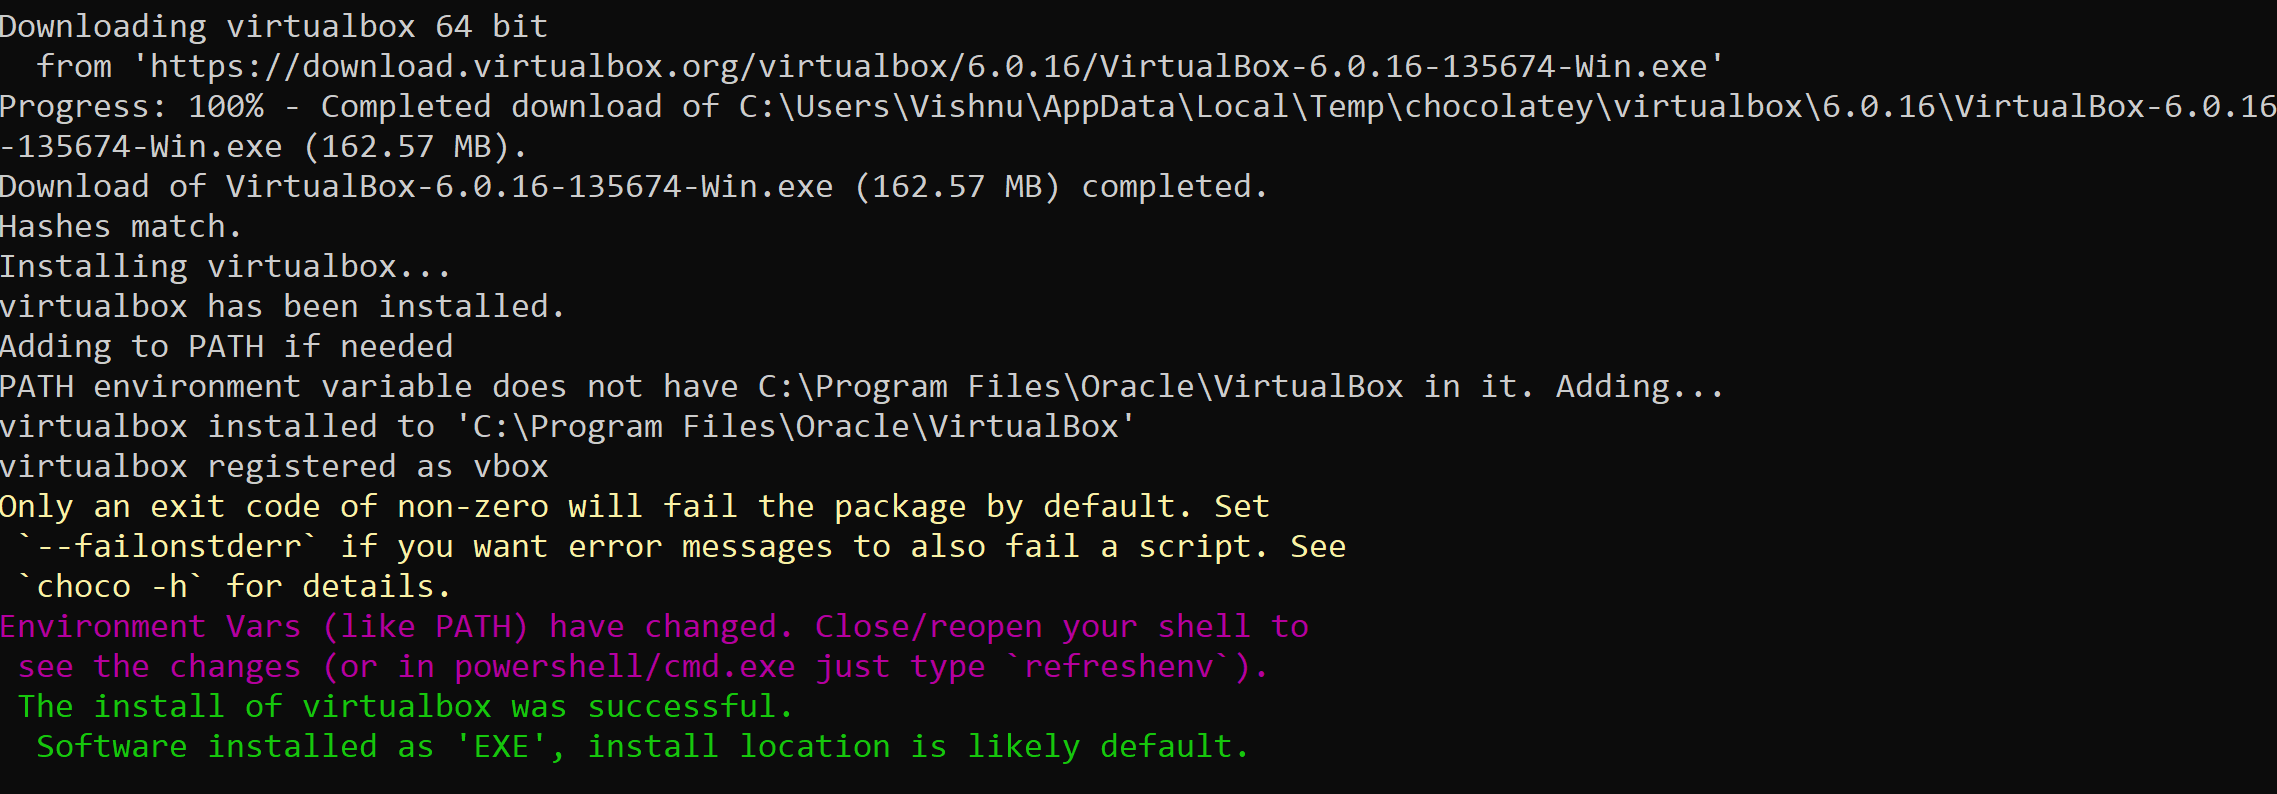 Downloading virtualbox 64 bit
  from 'https://download.virtualbox.org/virtualbox/6.0.16/VirtualBox-6.0.16-135674-Win.exe'
Progress: 100% - Completed download of C:\Users\Vishnu\AppData\Local\Temp\chocolatey\virtualbox\6.0.16\VirtualBox-6.0.16
-135674-Win.exe (162.57 MB).
Download of VirtualBox-6.0.16-135674-Win.exe (162.57 MB) completed.
Hashes match.
Installing virtualbox...
virtualbox has been installed.
Adding to PATH if needed
PATH environment variable does not have C:\Program Files\Oracle\VirtualBox in it. Adding...
virtualbox installed to 'C:\Program Files\Oracle\VirtualBox'
virtualbox registered as vbox
Only an exit code of non-zero will fail the package by default. Set
 `--failonstderr` if you want error messages to also fail a script. See
 `choco -h` for details.
Environment Vars (like PATH) have changed. Close/reopen your shell to
 see the changes (or in powershell/cmd.exe just type `refreshenv`).
 The install of virtualbox was successful.
  Software installed as 'EXE', install location is likely default.